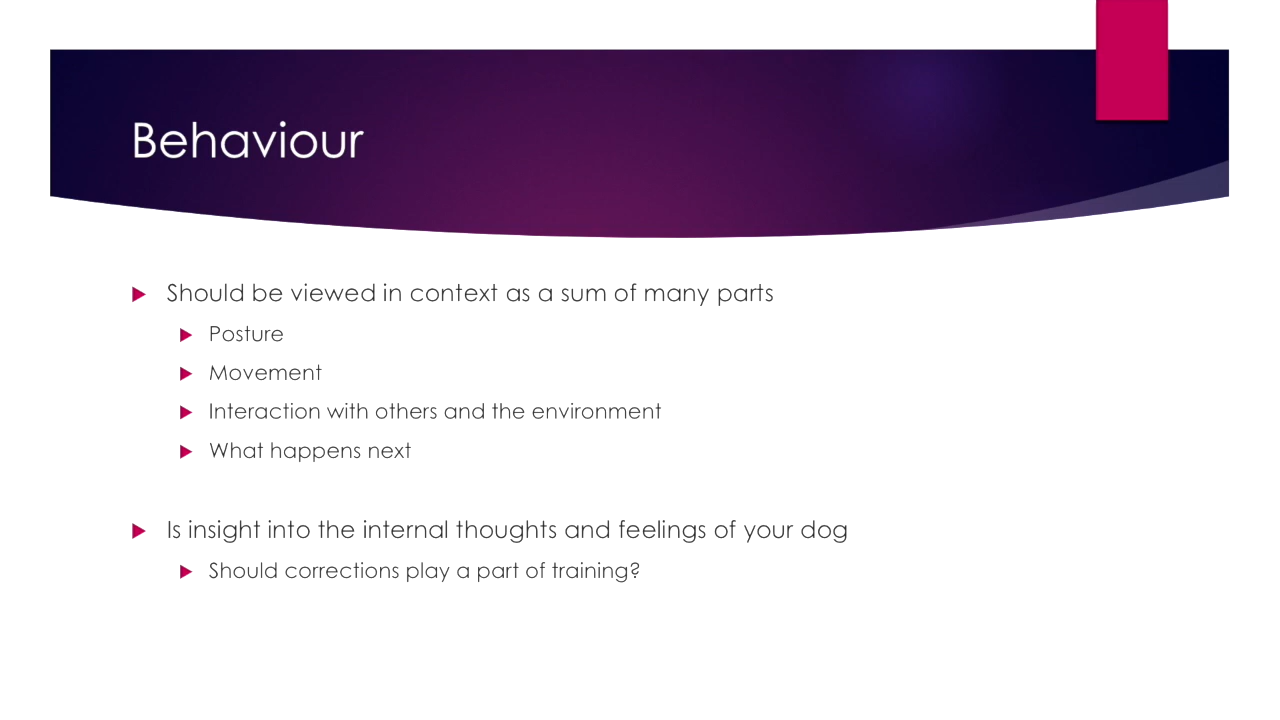 Behaviour
Should be viewed in context as a sum of many parts
Posture
Movement
Interaction with others and the environment
What happens next
Is insight into the internal thoughts and feelings of your dog
Should corrections play a part of training?